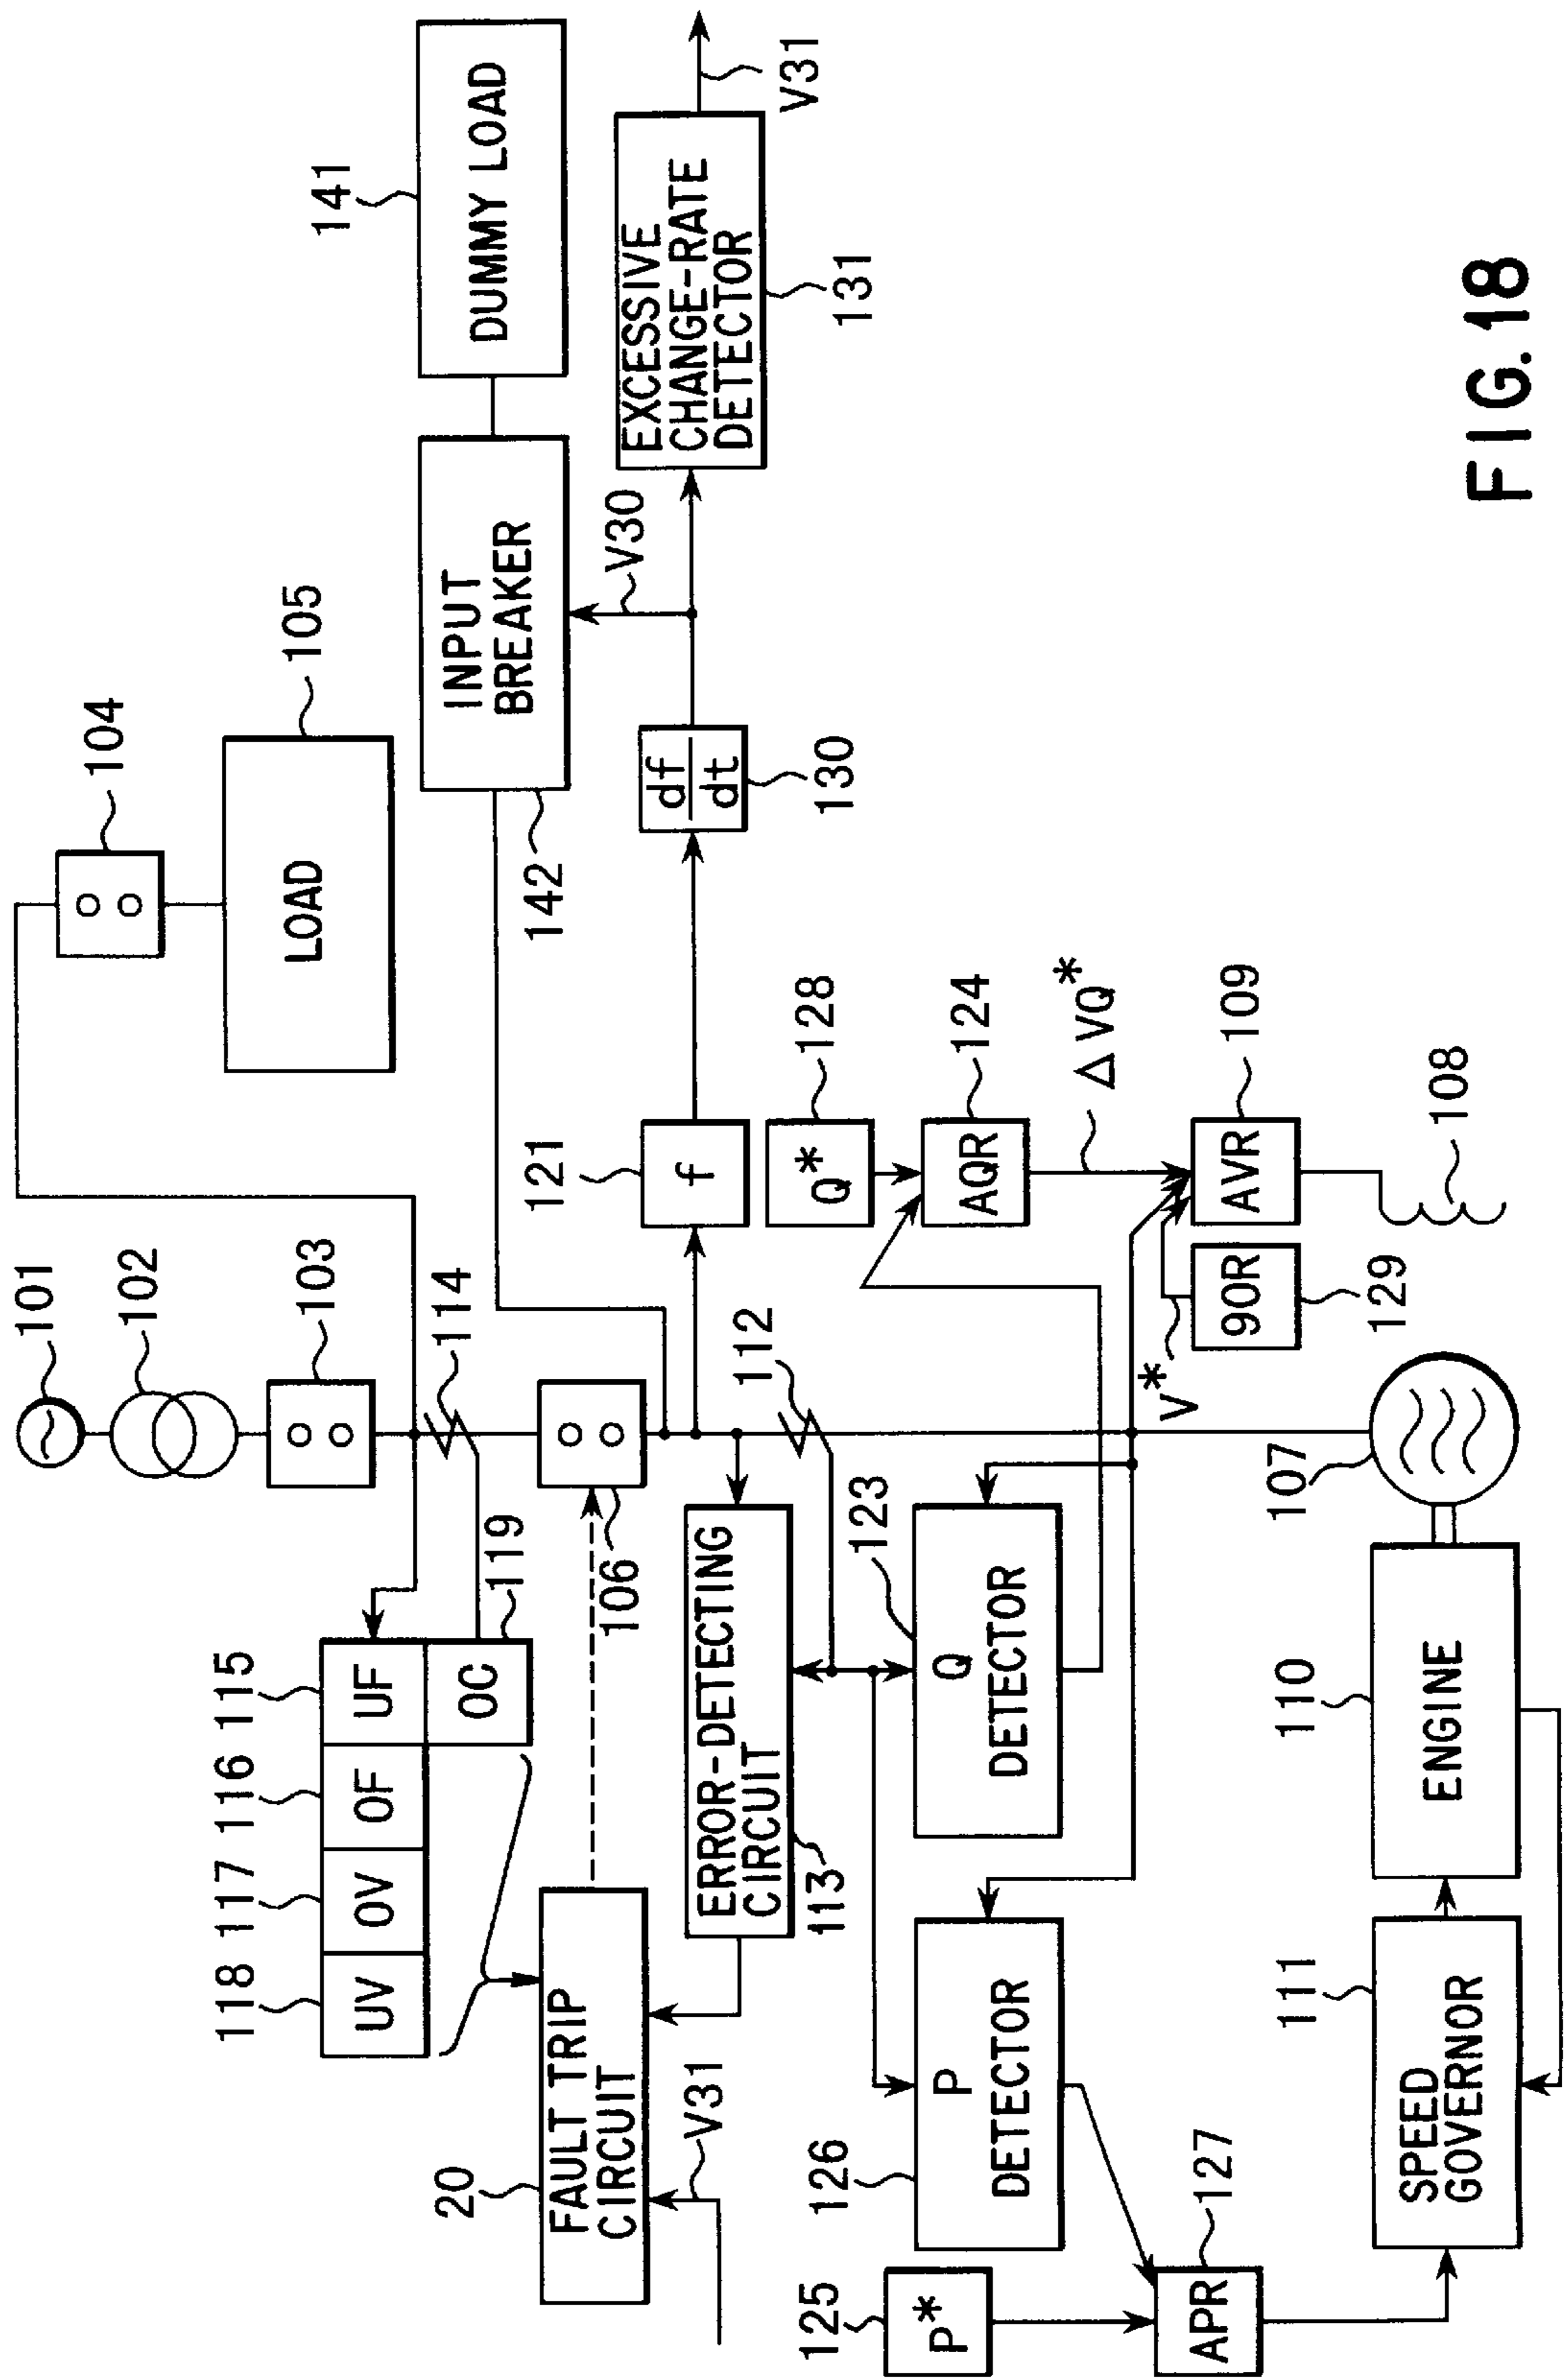 101
102
103
104
LOAD
105
114
118
117
116
115
UV
OV
OF
UF
OC
119
106
20
FAULT TRIP
CIRCUIT
V31
ERROR-DETECTING
CIRCUIT
113
112
INPUT
BREAKER
142
DUMMY LOAD
141
V30
121
f
df
dt
130
EXCESSIVE
CHANGE-RATE
DETECTOR
131
V31
125
P*
126
P
DETECTOR
APR
127
123
Q
DETECTOR
Q*
128
AQR
124
ΔVQ*
AVR
109
V*
90R
129
108
111
SPEED
GOVERNOR
110
ENGINE
107
FIG.18